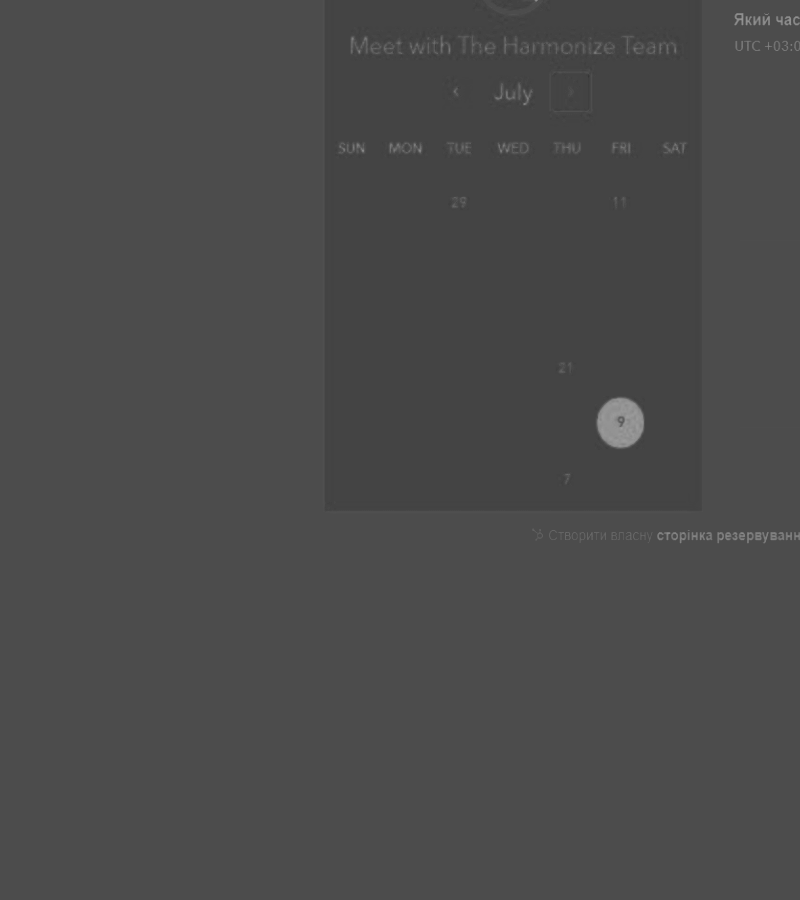 Який час
UTC +03:0
Meet with The Harmonize Team
‹ July ›
SUN MON TUE WED THU FRI SAT
29 11
21
9
7
Створити власну сторінка резервуванн